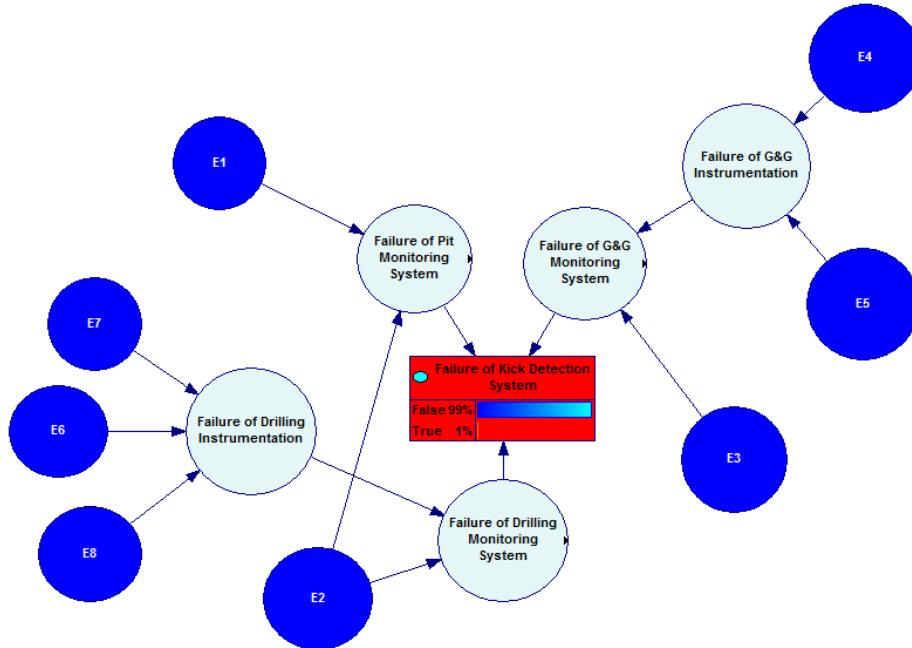 E4
E1
Failure of G&G
Instrumentation
Failure of Pit
Monitoring
System
Failure of G&G
Monitoring
System
E5
E7
Failure of Kick Detection
System
False 99%
True 1%
E6
Failure of Drilling
Instrumentation
E3
Failure of Drilling
Monitoring
System
E8
E2